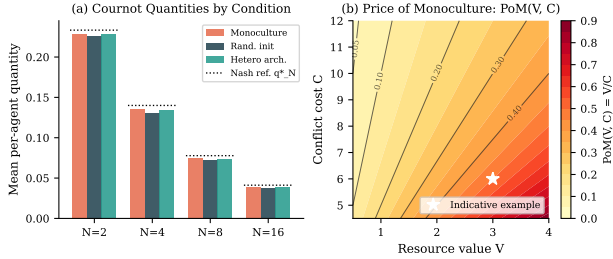 (a) Cournot Quantities by Condition
Mean per-agent quantity
0.20
0.15
0.10
0.05
0.00
N=2
N=4
N=8
N=16
Monoculture
Rand. init
Hetero arch.
Nash ref. q*_N
(b) Price of Monoculture: PoM(V, C)
Conflict cost C
12
11
10
9
8
7
6
5
1
2
3
4
Resource value V
0.05
0.10
0.20
0.30
0.40
Indicative example
0.9
0.8
0.7
0.6
0.5
0.4
0.3
0.2
0.1
0.0
PoM(V, C) = V/C